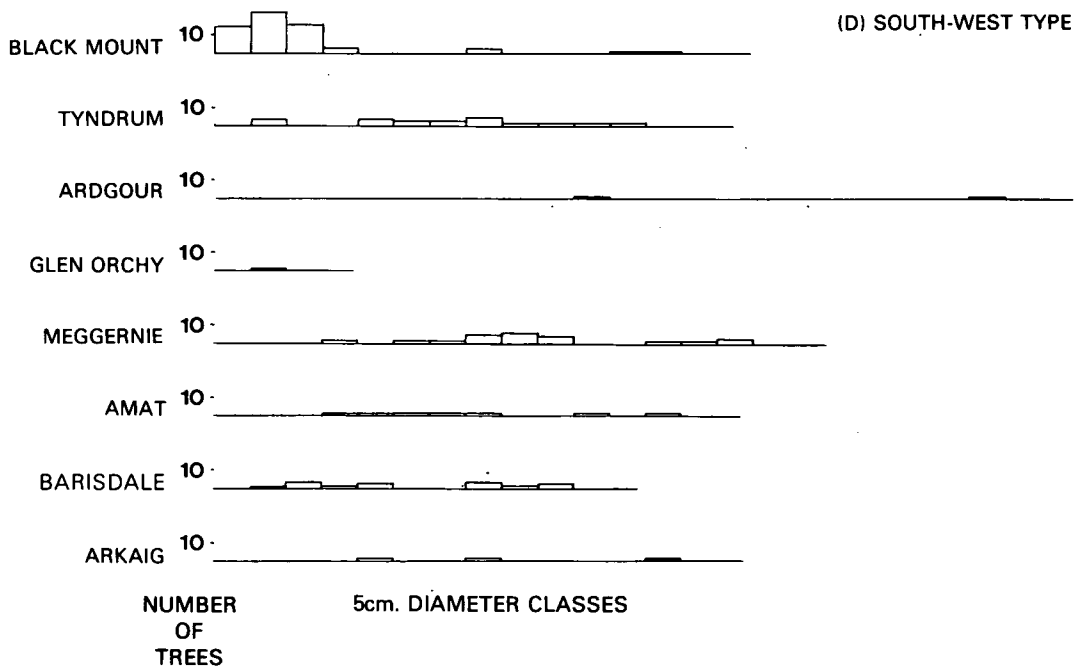 (D) SOUTH-WEST TYPE
BLACK MOUNT 10
TYNDRUM 10
ARDGOUR 10
GLEN ORCHY 10
MEGGERNIE 10
AMAT 10
BARISDALE 10
ARKAIG 10
NUMBER OF TREES
5cm. DIAMETER CLASSES